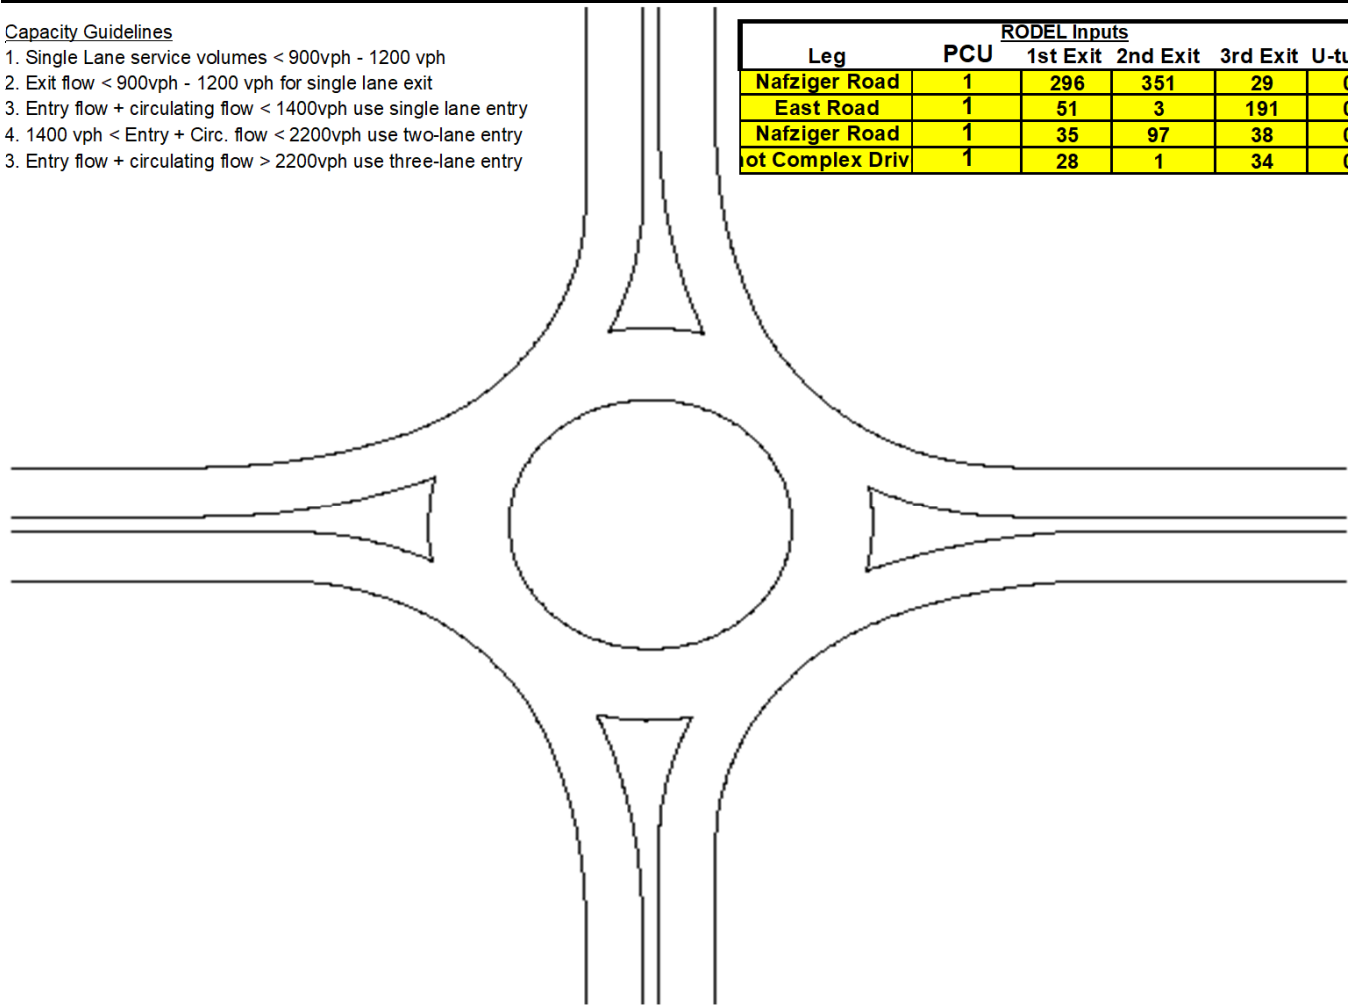 Capacity Guidelines
1. Single Lane service volumes < 900vph - 1200 vph
2. Exit flow < 900vph - 1200 vph for single lane exit
3. Entry flow + circulating flow < 1400vph use single lane entry
4. 1400 vph < Entry + Circ. flow < 2200vph use two-lane entry
3. Entry flow + circulating flow > 2200vph use three-lane entry
RODEL Inputs
Leg PCU 1st Exit 2nd Exit 3rd Exit U-tu
Nafziger Road 1 296 351 29
East Road 1 51 3 191
Nafziger Road 1 35 97 38
ot Complex Driv 1 28 1 34